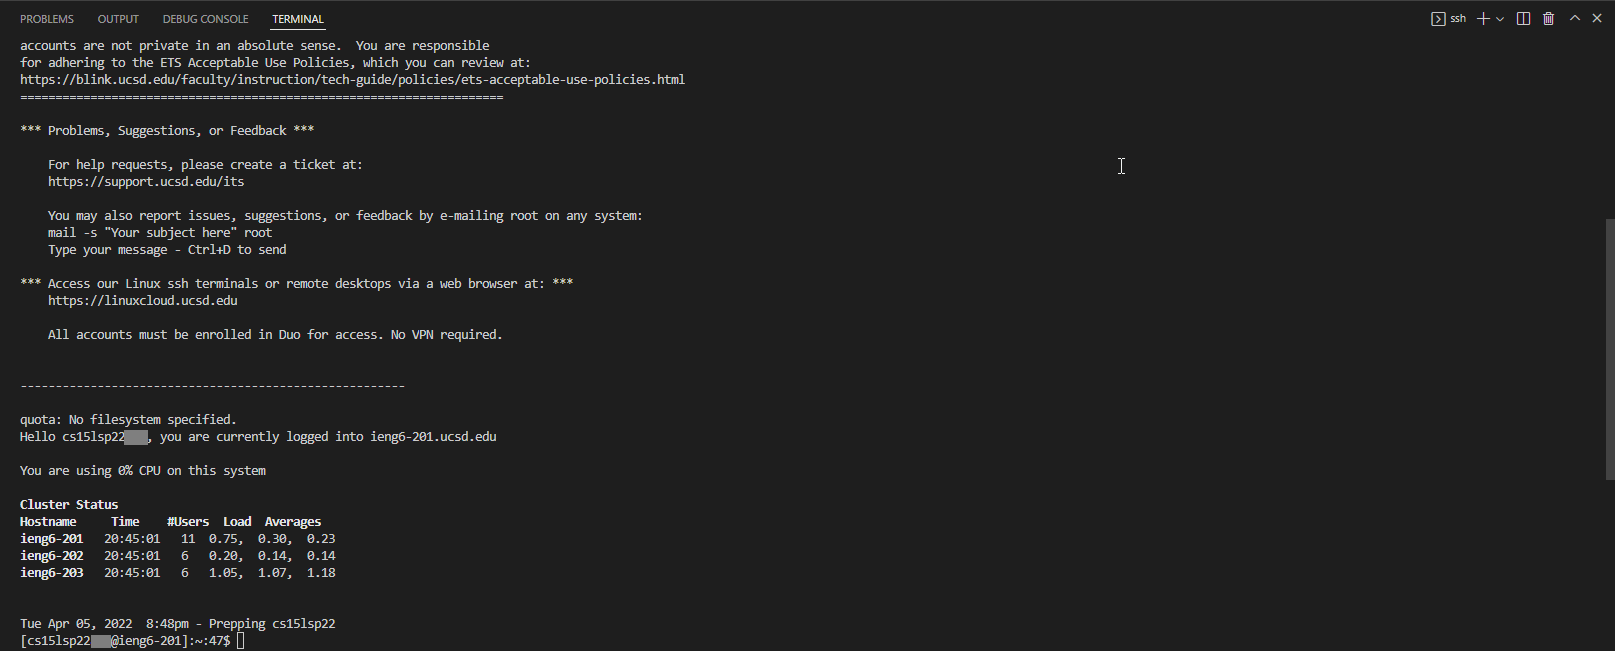 PROBLEMS OUTPUT DEBUG CONSOLE TERMINAL ssh
accounts are not private in an absolute sense.  You are responsible
for adhering to the ETS Acceptable Use Policies, which you can review at:
https://blink.ucsd.edu/faculty/instruction/tech-guide/policies/ets-acceptable-use-policies.html
=====================================================================
*** Problems, Suggestions, or Feedback ***
For help requests, please create a ticket at:
https://support.ucsd.edu/its
You may also report issues, suggestions, or feedback by e-mailing root on any system:
mail -s "Your subject here" root
Type your message - Ctrl+D to send
*** Access our Linux ssh terminals or remote desktops via a web browser at: ***
https://linuxcloud.ucsd.edu
All accounts must be enrolled in Duo for access. No VPN required.
-------------------------------------------------------
quota: No filesystem specified.
Hello cs15lsp22, you are currently logged into ieng6-201.ucsd.edu
You are using 0% CPU on this system
Cluster Status
Hostname     Time    #Users  Load  Averages
ieng6-201   20:45:01   11  0.75,  0.30,  0.23
ieng6-202   20:45:01   6   0.20,  0.14,  0.14
ieng6-203   20:45:01   6   1.05,  1.07,  1.18
Tue Apr 05, 2022  8:48pm - Prepping cs15lsp22
[cs15lsp22@ieng6-201]:~:47$